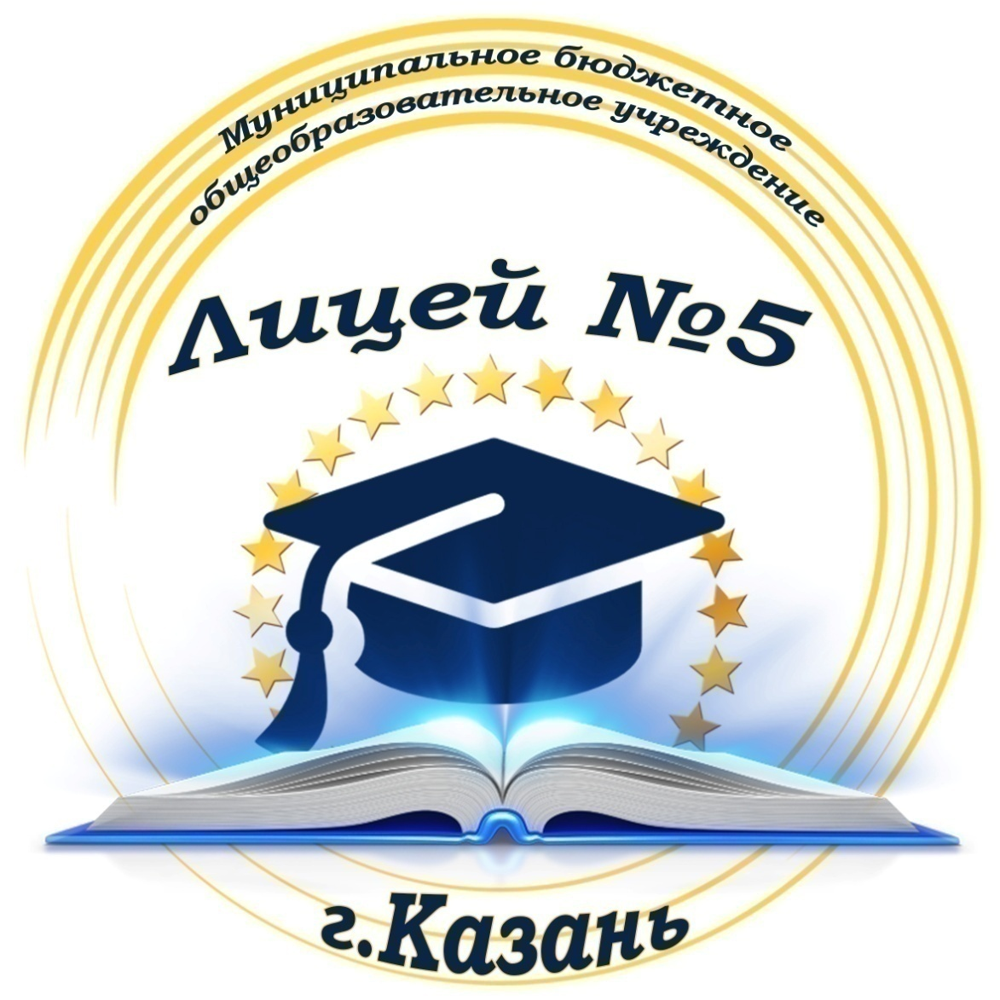 Муниципальное бюджетное
общеобразовательное учреждение
Лицей №5
г.Казань